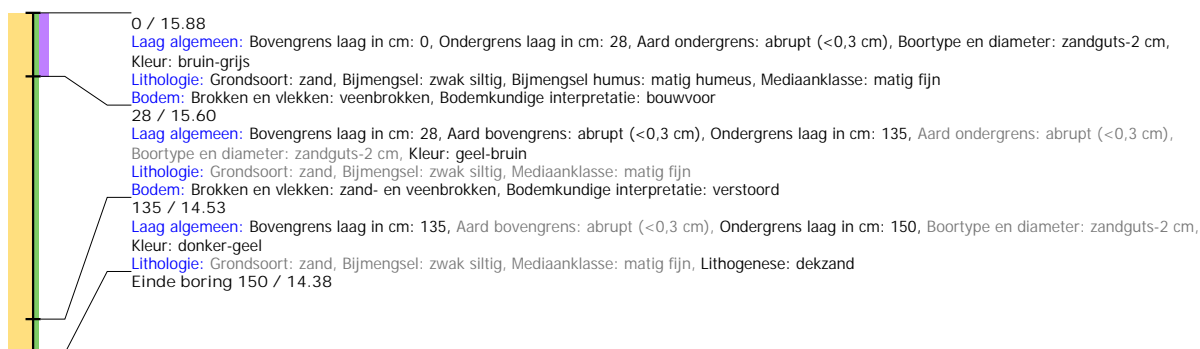 0 / 15.88
Laag algemeen: Bovengrens laag in cm: 0, Ondergrens laag in cm: 28, Aard ondergrens: abrupt (<0,3 cm), Boortype en diameter: zandguts-2 cm,
Kleur: bruin-grijs
Lithologie: Grondsoort: zand, Bijmengsel: zwak siltig, Bijmengsel humus: matig humeus, Mediaanklasse: matig fijn
Bodem: Brokken en vlekken: veenbrokken, Bodemkundige interpretatie: bouwvoor
28 / 15.60
Laag algemeen: Bovengrens laag in cm: 28, Aard bovengrens: abrupt (<0,3 cm), Ondergrens laag in cm: 135, Aard ondergrens: abrupt (<0,3 cm),
Boortype en diameter: zandguts-2 cm, Kleur: geel-bruin
Lithologie: Grondsoort: zand, Bijmengsel: zwak siltig, Mediaanklasse: matig fijn
Bodem: Brokken en vlekken: zand- en veenbrokken, Bodemkundige interpretatie: verstoord
135 / 14.53
Laag algemeen: Bovengrens laag in cm: 135, Aard bovengrens: abrupt (<0,3 cm), Ondergrens laag in cm: 150, Boortype en diameter: zandguts-2 cm,
Kleur: donker-geel
Lithologie: Grondsoort: zand, Bijmengsel: zwak siltig, Mediaanklasse: matig fijn, Lithogenese: dekzand
Einde boring 150 / 14.38